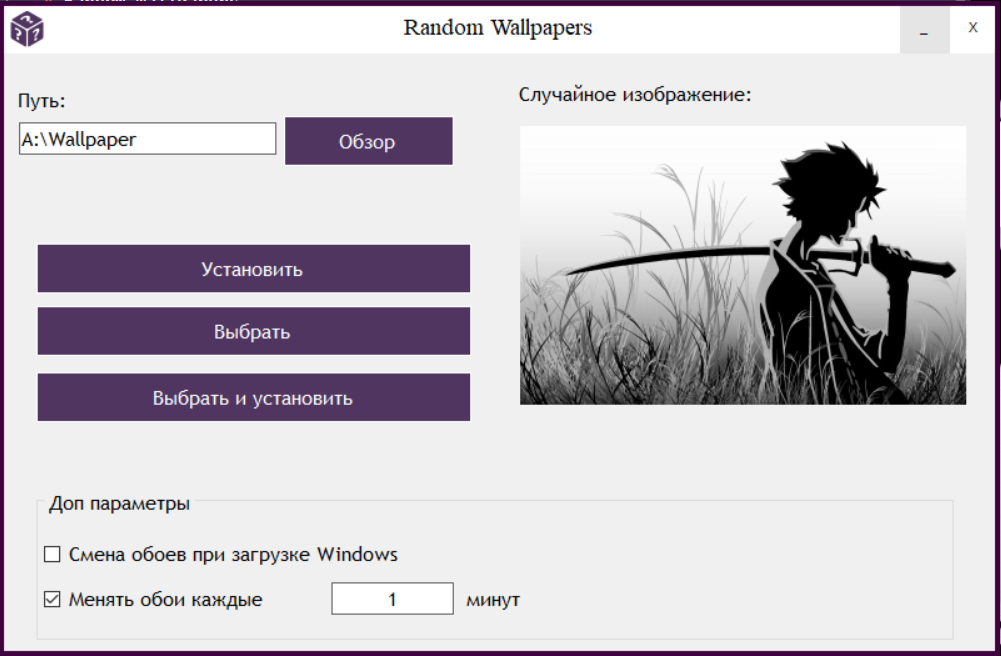 Random Wallpapers
_
X
Путь:
A:\Wallpaper
Обзор
Случайное изображение:
Установить
Выбрать
Выбрать и установить
Доп параметры
Смена обоев при загрузке Windows
Менять обои каждые 1 минут